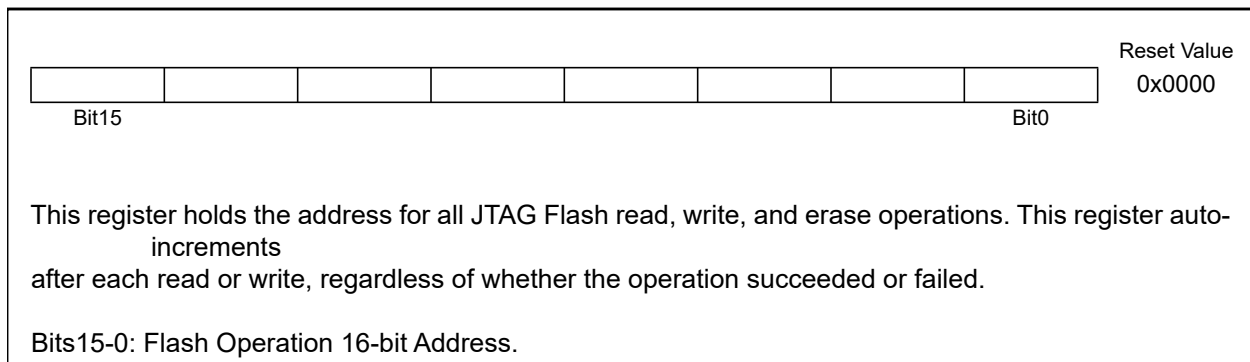 Reset Value
0x0000
Bit15 Bit0
This register holds the address for all JTAG Flash read, write, and erase operations. This register auto-
increments
after each read or write, regardless of whether the operation succeeded or failed.
Bits15-0: Flash Operation 16-bit Address.